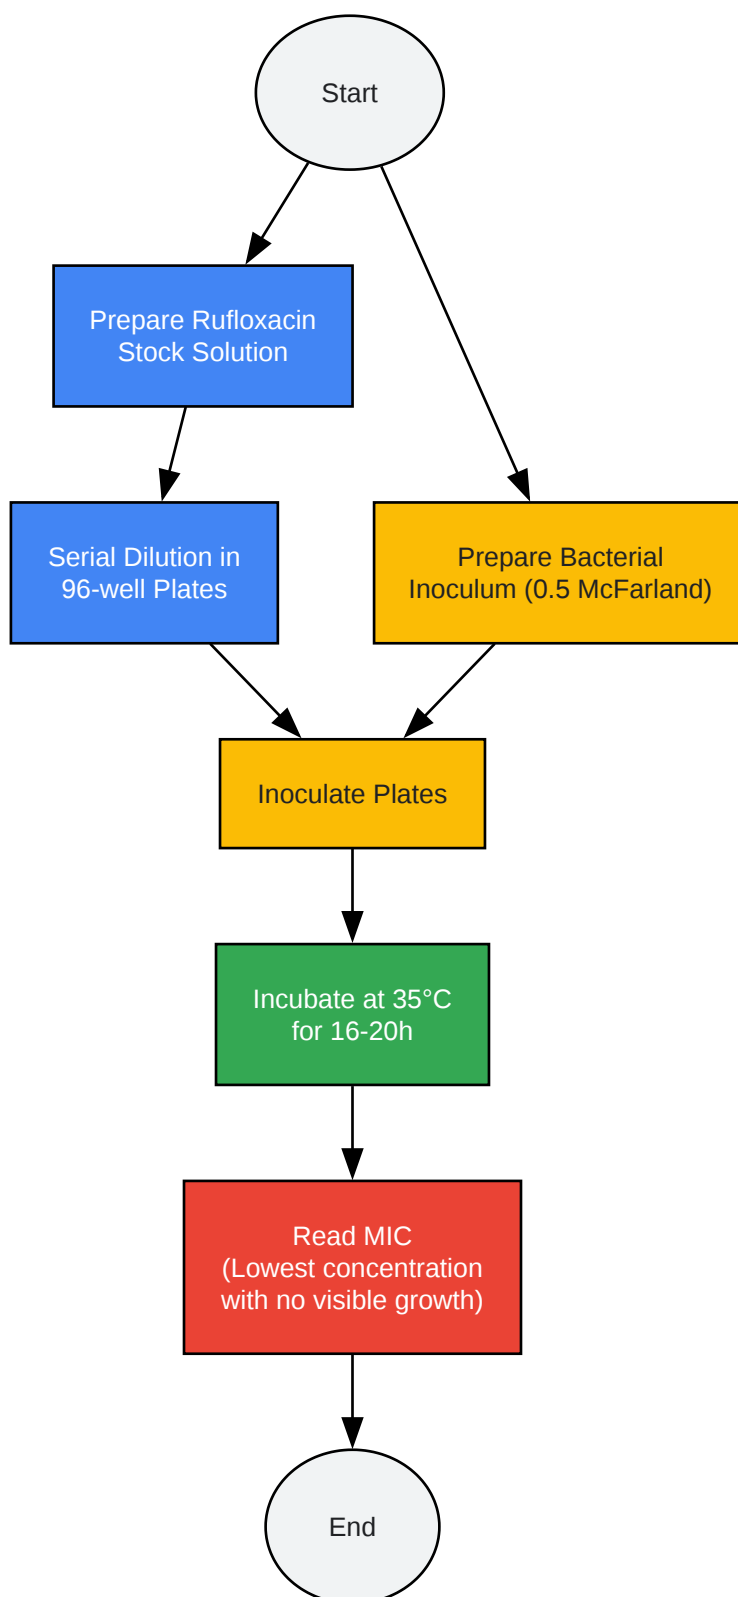 Start
Prepare Rufloxacin
Stock Solution
Serial Dilution in
96-well Plates
Prepare Bacterial
Inoculum (0.5 McFarland)
Inoculate Plates
Incubate at 35°C
for 16-20h
Read MIC
(Lowest concentration
with no visible growth)
End